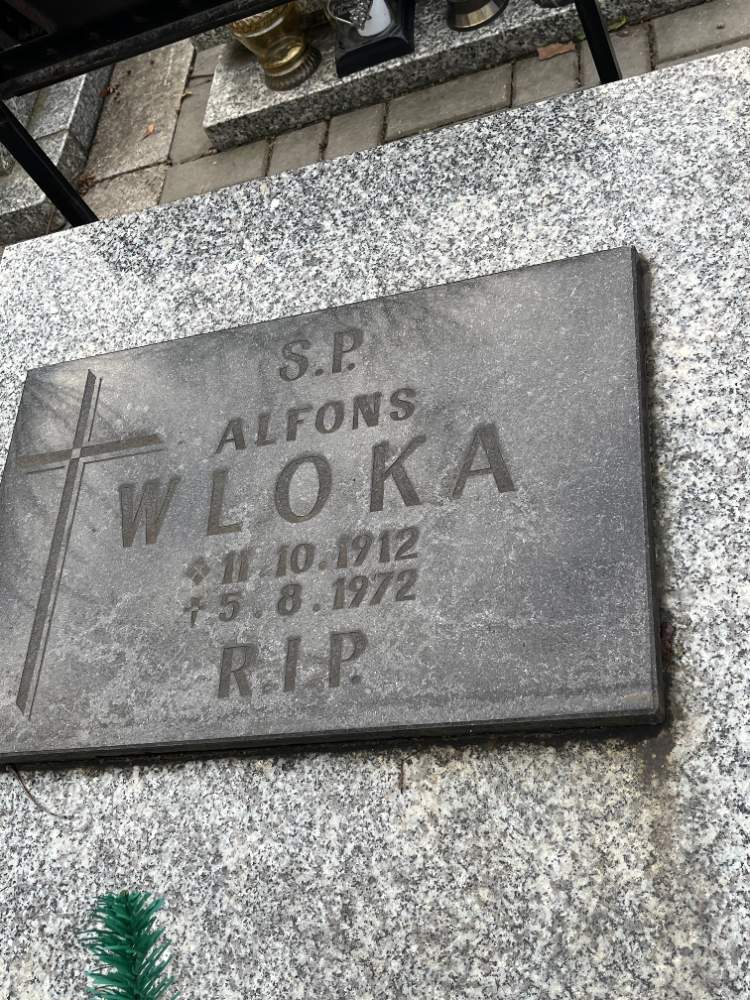 S.P.
ALFONS
WLOKA
11.10.1912
✝ 5.8.1972
R.I.P.